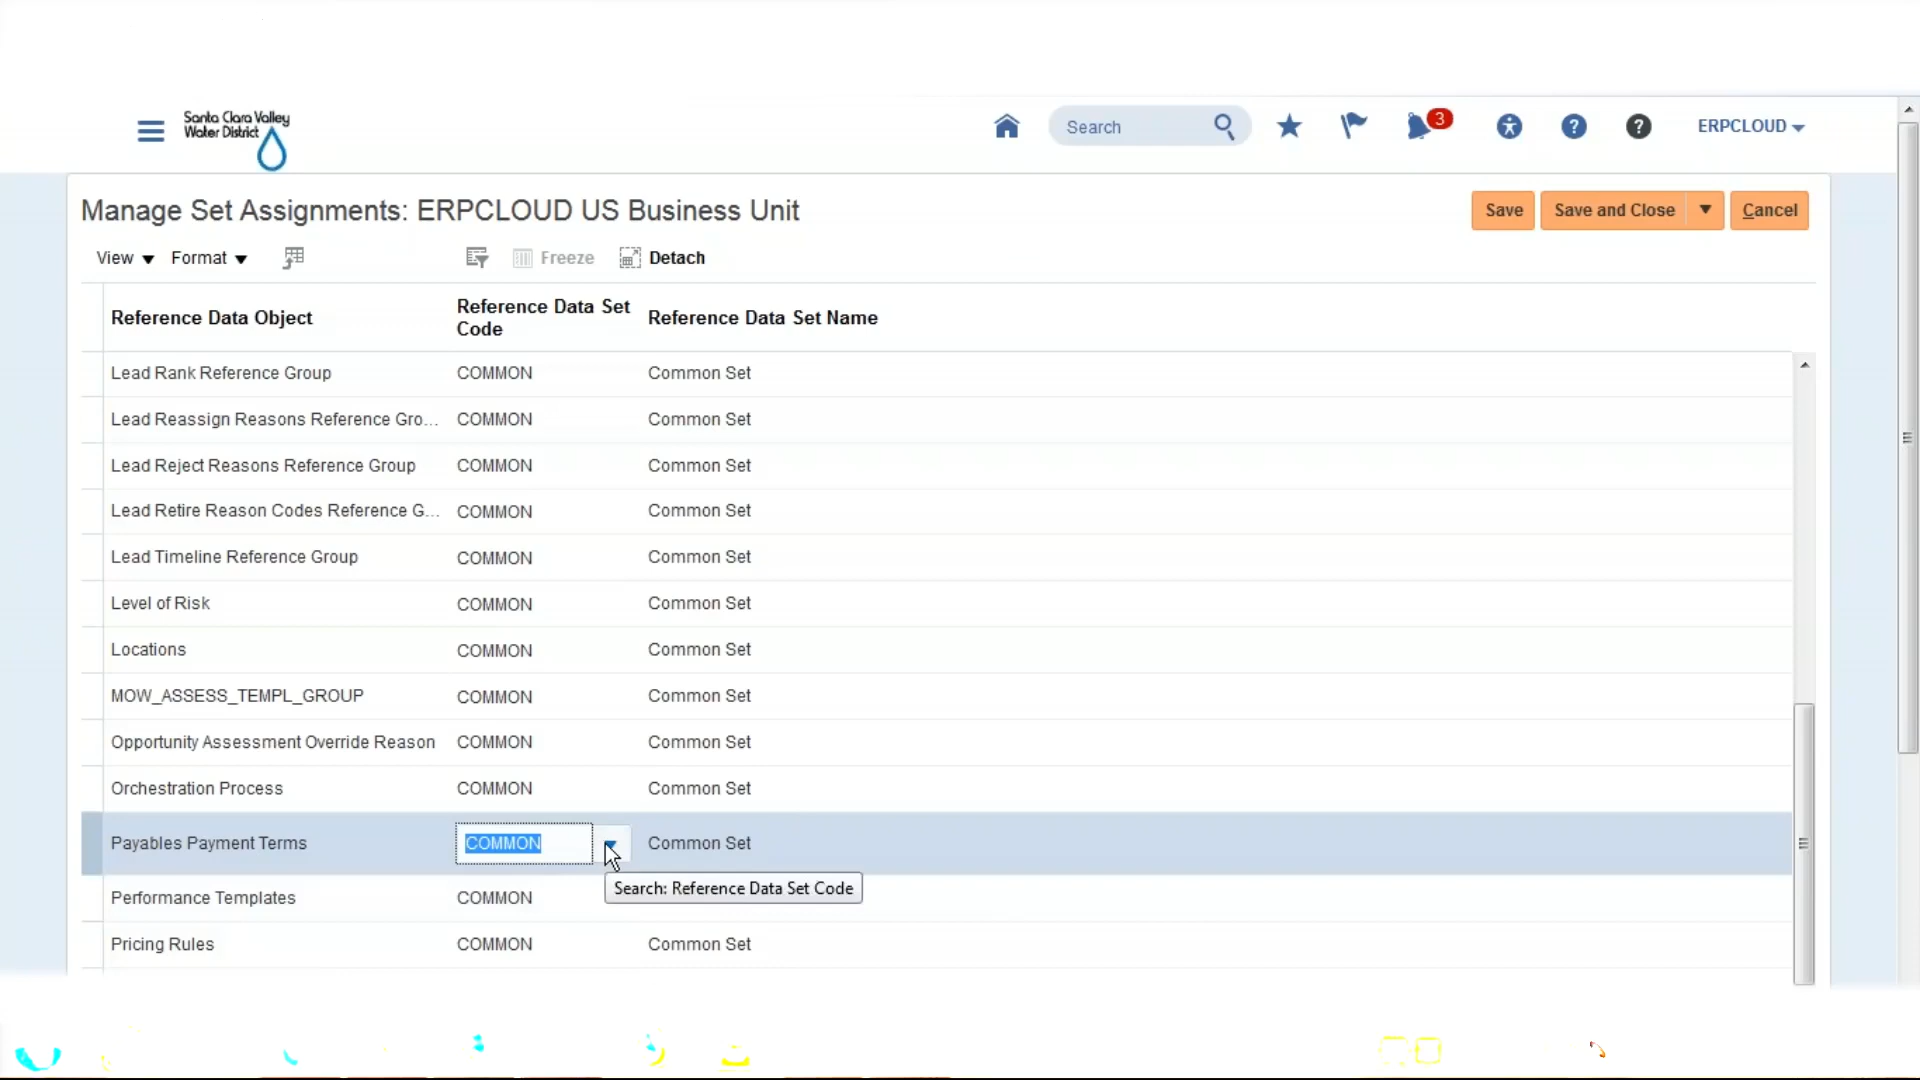 Santa Clara Valley
Water District
Search
3
?
?
ERPCLOUD
Manage Set Assignments: ERPCLOUD US Business Unit
Save
Save and Close
Cancel
View
Format
Freeze
Detach
Reference Data Object
Reference Data Set Code
Reference Data Set Name
Lead Rank Reference Group COMMON Common Set
Lead Reassign Reasons Reference Gro... COMMON Common Set
Lead Reject Reasons Reference Group COMMON Common Set
Lead Retire Reason Codes Reference G... COMMON Common Set
Lead Timeline Reference Group COMMON Common Set
Level of Risk COMMON Common Set
Locations COMMON Common Set
MOW_ASSESS_TEMPL_GROUP COMMON Common Set
Opportunity Assessment Override Reason COMMON Common Set
Orchestration Process COMMON Common Set
Payables Payment Terms COMMON Common Set
Search: Reference Data Set Code
Performance Templates COMMON
Pricing Rules COMMON Common Set